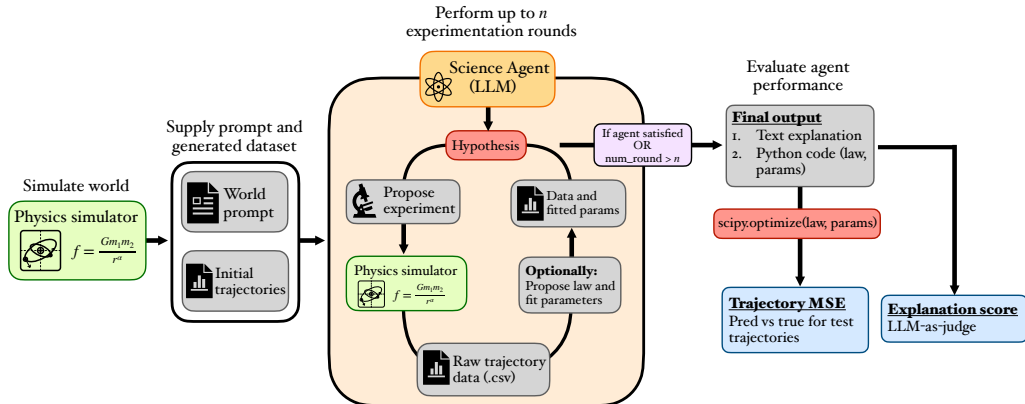 Perform up to n
experimentation rounds
Science Agent
(LLM)
Evaluate agent
performance
Supply prompt and
generated dataset
Hypothesis
If agent satisfied
OR
num_round > n
Final output
1. Text explanation
2. Python code (law,
params)
Simulate world
World
prompt
Propose
experiment
Data and
fitted params
Physics simulator
f = Gm₁m₂ / r^α
Initial
trajectories
Physics simulator
f = Gm₁m₂ / r^α
Optionally:
Propose law and
fit parameters
scipy.optimize(law, params)
Raw trajectory
data (.csv)
Trajectory MSE
Pred vs true for test
trajectories
Explanation score
LLM-as-judge